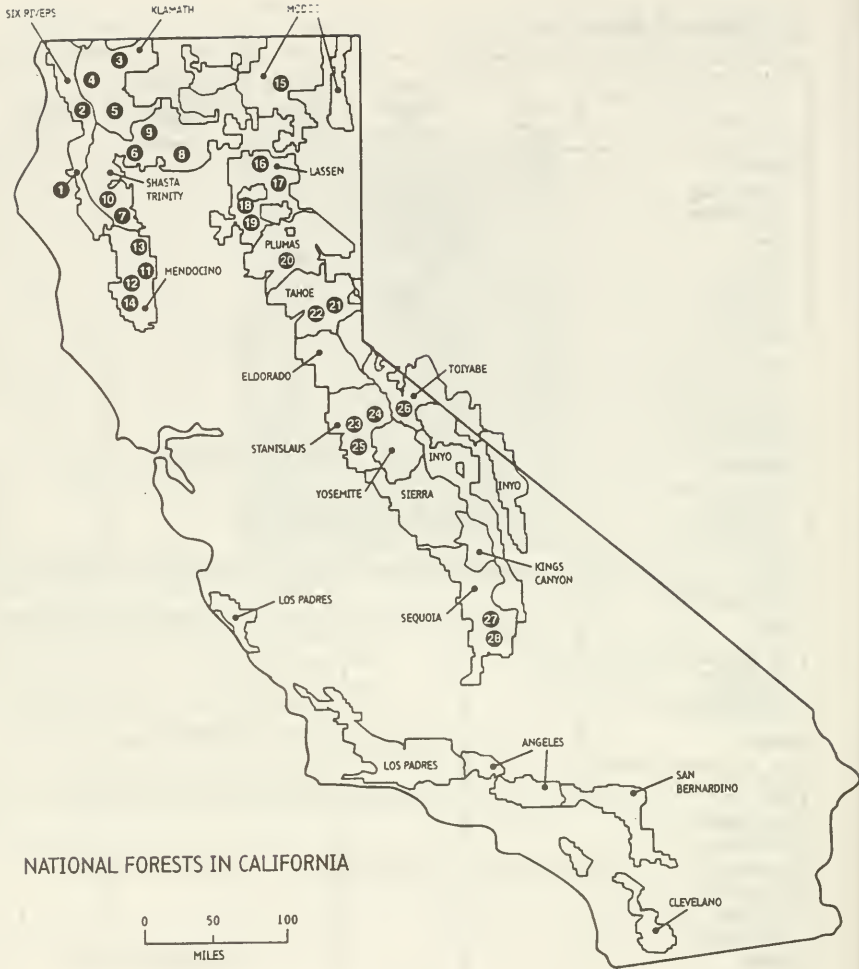 SIX RIVERS
KLAMATH
MODOC
3
4
15
2
5
9
6
8
16
LASSEN
1
SHASTA
TRINITY
17
10
18
7
19
13
PLUMAS
20
11
12
MENDOCINO
TAHOE
14
21
22
ELDORADO
TOIYABE
26
24
23
STANISLAUS
25
INYO
YOSEMITE
SIERRA
INYO
KINGS
CANYON
LOS PADRES
SEQUOIA
27
28
ANGELES
LOS PADRES
SAN
BERNARDINO
NATIONAL FORESTS IN CALIFORNIA
CLEVELANO
0 50 100
MILES